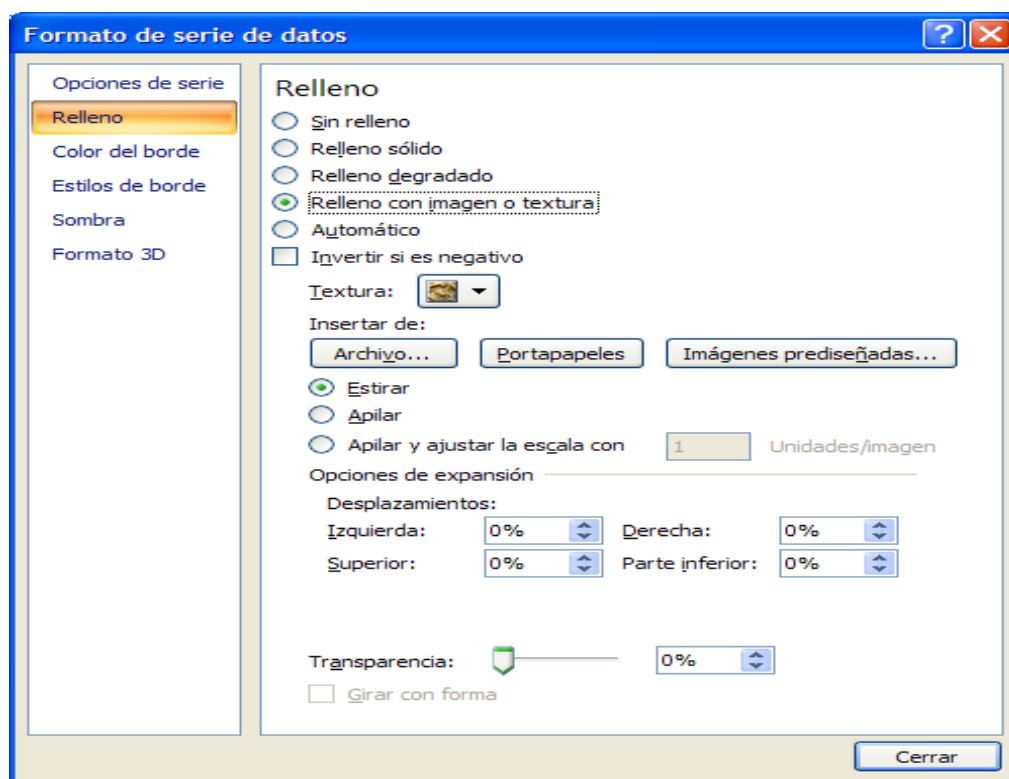 Formato de serie de datos
Opciones de serie
Relleno
Color del borde
Estilos de borde
Sombra
Formato 3D
Relleno
Sin relleno
Relleno sólido
Relleno degradado
Relleno con imagen o textura
Automático
Invertir si es negativo
Textura:
Insertar de:
Archivo... Portapapeles Imágenes prediseñadas...
Estirar
Apilar
Apilar y ajustar la escala con 1 Unidades/imagen
Opciones de expansión
Desplazamientos:
Izquierda: 0% Derecha: 0%
Superior: 0% Parte inferior: 0%
Transparencia: 0%
Girar con forma
Cerrar